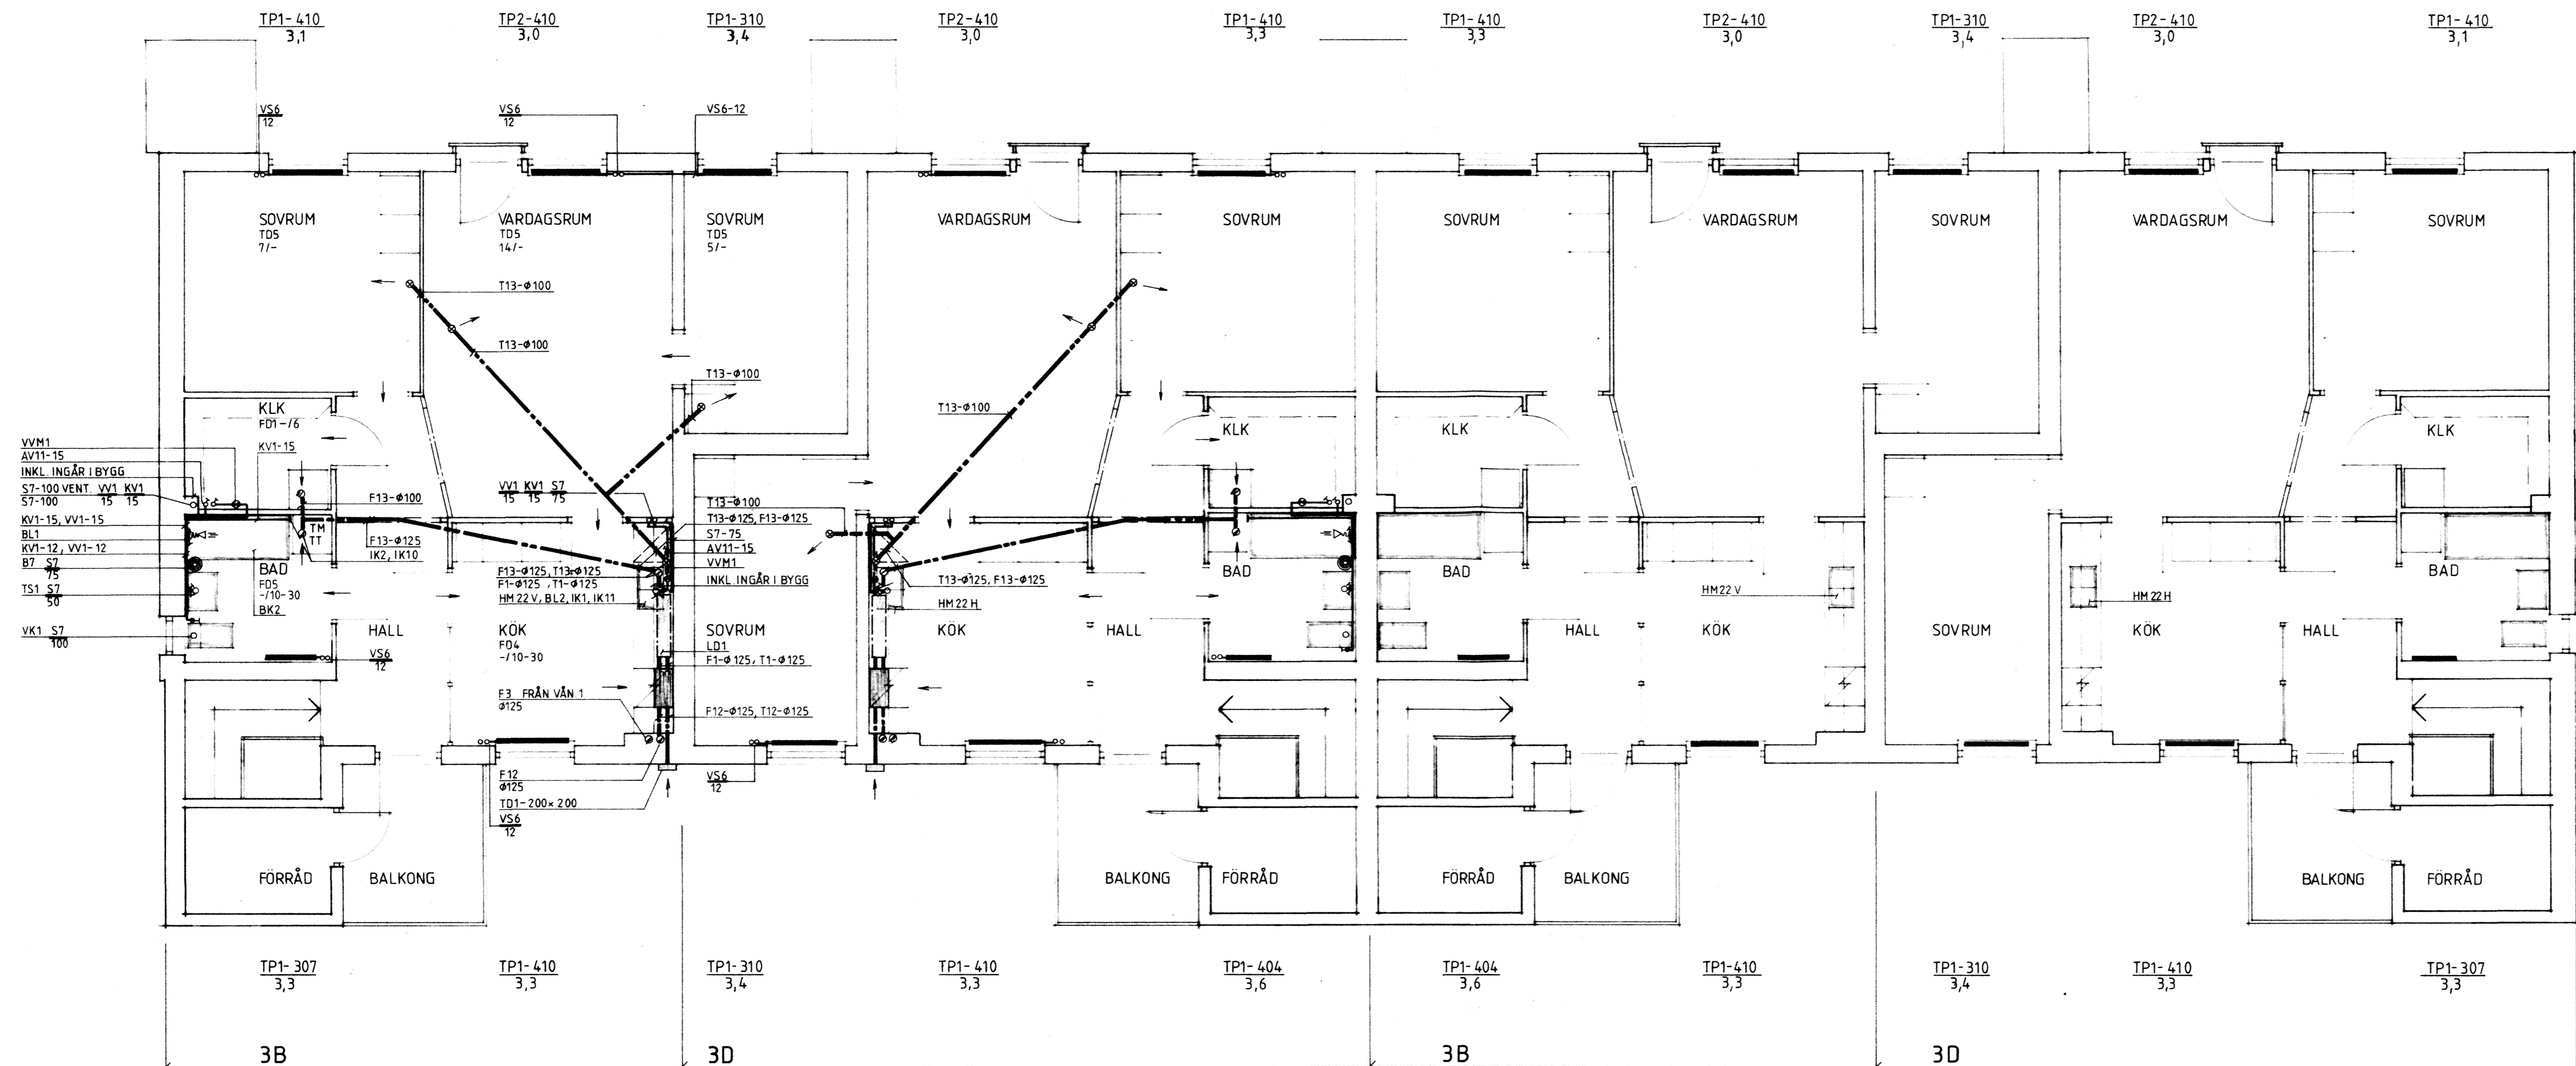 TP1-410
3,1
TP2-410
3,0
TP1-310
3,4
TP2-410
3,0
TP1-410
3,3
TP1-410
3,3
TP2-410
3,0
TP1-310
3,4
TP2-410
3,0
TP1-410
3,1
VS6
12
VS6
12
VS6-12
SOVRUM
TD5
7/-
VARDAGSRUM
TD5
14/-
SOVRUM
TD5
5/-
VARDAGSRUM
SOVRUM
SOVRUM
VARDAGSRUM
SOVRUM
VARDAGSRUM
SOVRUM
T13-ø100
T13-ø100
T13-ø100
T13-ø100
KLK
FD1-/6
KV1-15
KLK
KLK
KLK
VVM1
AV11-15
INKL. INGÅR I BYGG
S7-100 VENT. VV1 KV1
S7-100 15 15
KV1-15, VV1-15
BL1
KV1-12, VV1-12
B7 S7
75
TS1 S7
50
VK1 S7
100
F13-ø100
TM
TT
F13-ø125
IK2, IK10
VV1 KV1 S7
15 15 75
T13-ø100
T13-ø125, F13-ø125
S7-75
AV11-15
VVM1
INKL. INGÅR I BYGG
BAD
FD5
-/10-30
BK2
F13-ø125, T13-ø125
F1-ø125, T1-ø125
HM22V, BL2, IK1, IK11
T13-ø125, F13-ø125
HM22H
BAD
BAD
HM22V
HM22H
BAD
HALL
VS6
12
KÖK
FD4
-/10-30
SOVRUM
LD1
F1-ø125, T1-ø125
KÖK
HALL
HALL
KÖK
SOVRUM
KÖK
HALL
F3 FRÅN VÅN 1
ø125
F12-ø125, T12-ø125
F12
ø125
TD1-200x200
VS6
12
VS6
12
FÖRRÅD
BALKONG
BALKONG
FÖRRÅD
FÖRRÅD
BALKONG
BALKONG
FÖRRÅD
TP1-307
3,3
TP1-410
3,3
TP1-310
3,4
TP1-410
3,3
TP1-404
3,6
TP1-404
3,6
TP1-410
3,3
TP1-310
3,4
TP1-410
3,3
TP1-307
3,3
3B
3D
3B
3D